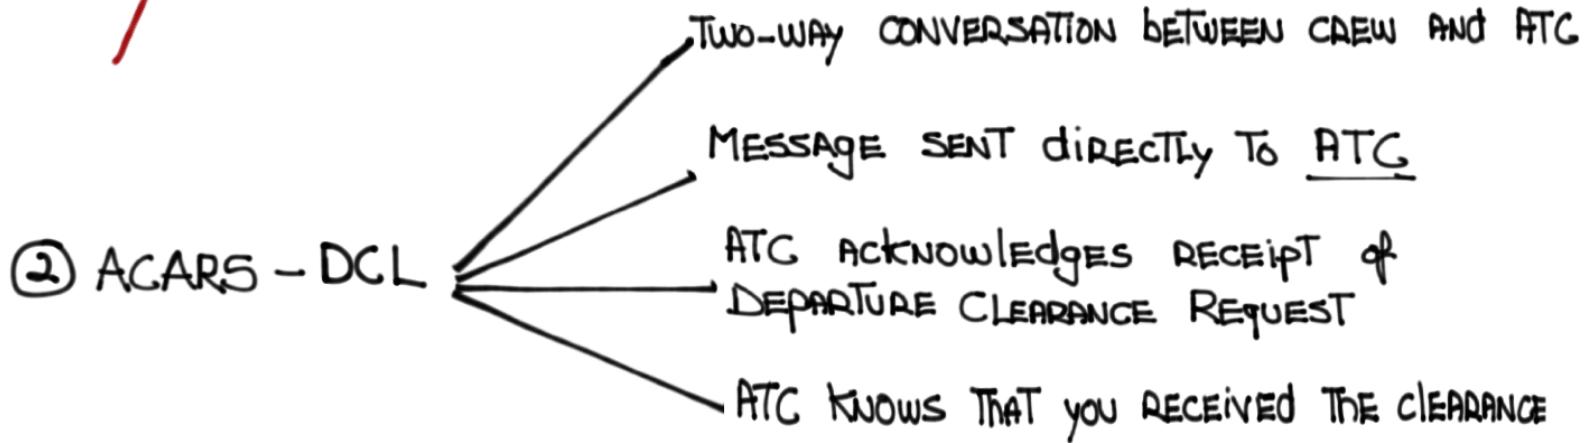 TWO-WAY CONVERSATION bETWEEN CREW AND ATC
MESSAGE SENT dIRECTLY TO ATC
② ACARS - DCL
ATC ACKNOWLEdgES RECEIPT of
DEPARTURE CLEARANCE REQUEST
ATC KNOWS THAT yOU RECEIVEd THE ClEARANCE